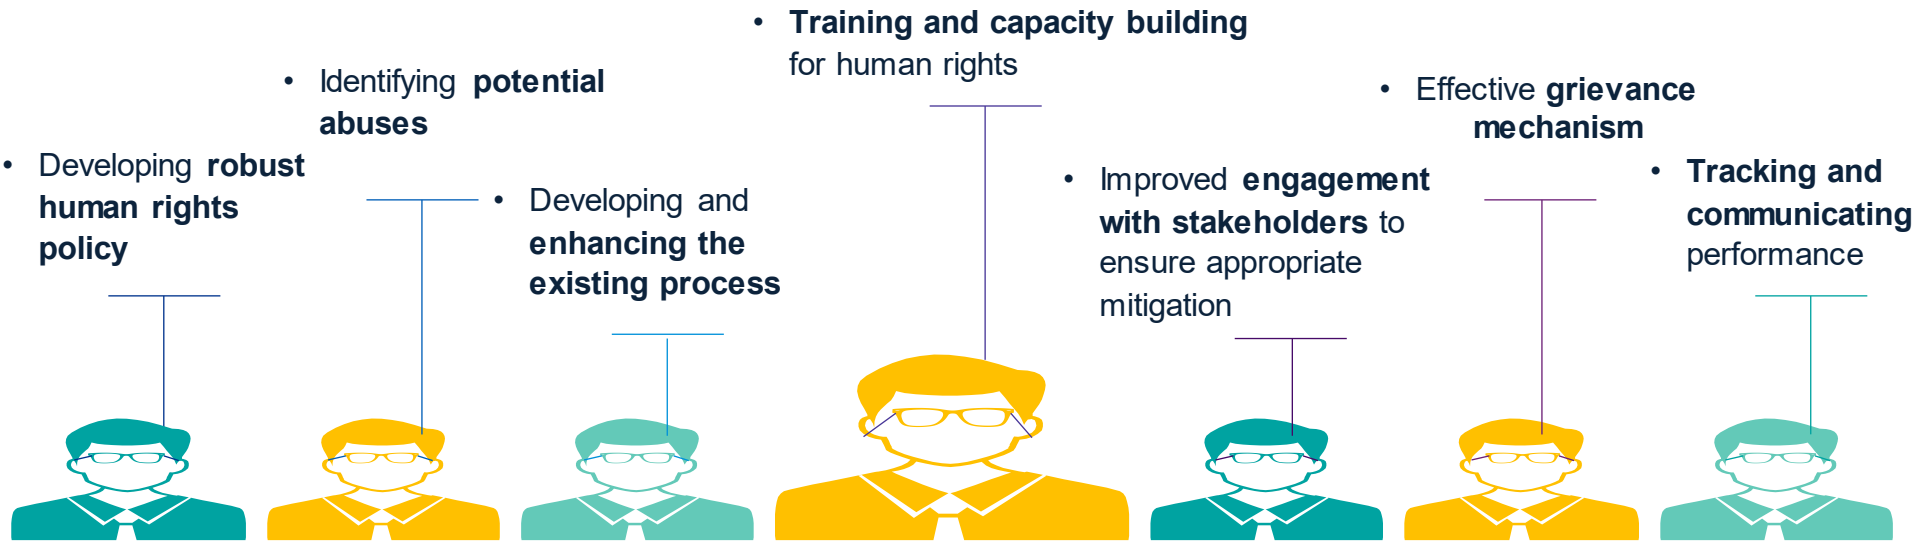 • Developing robust
human rights
policy
• Identifying potential
abuses
• Developing and
enhancing the
existing process
• Training and capacity building
for human rights
• Improved engagement
with stakeholders to
ensure appropriate
mitigation
• Effective grievance
mechanism
• Tracking and
communicating
performance